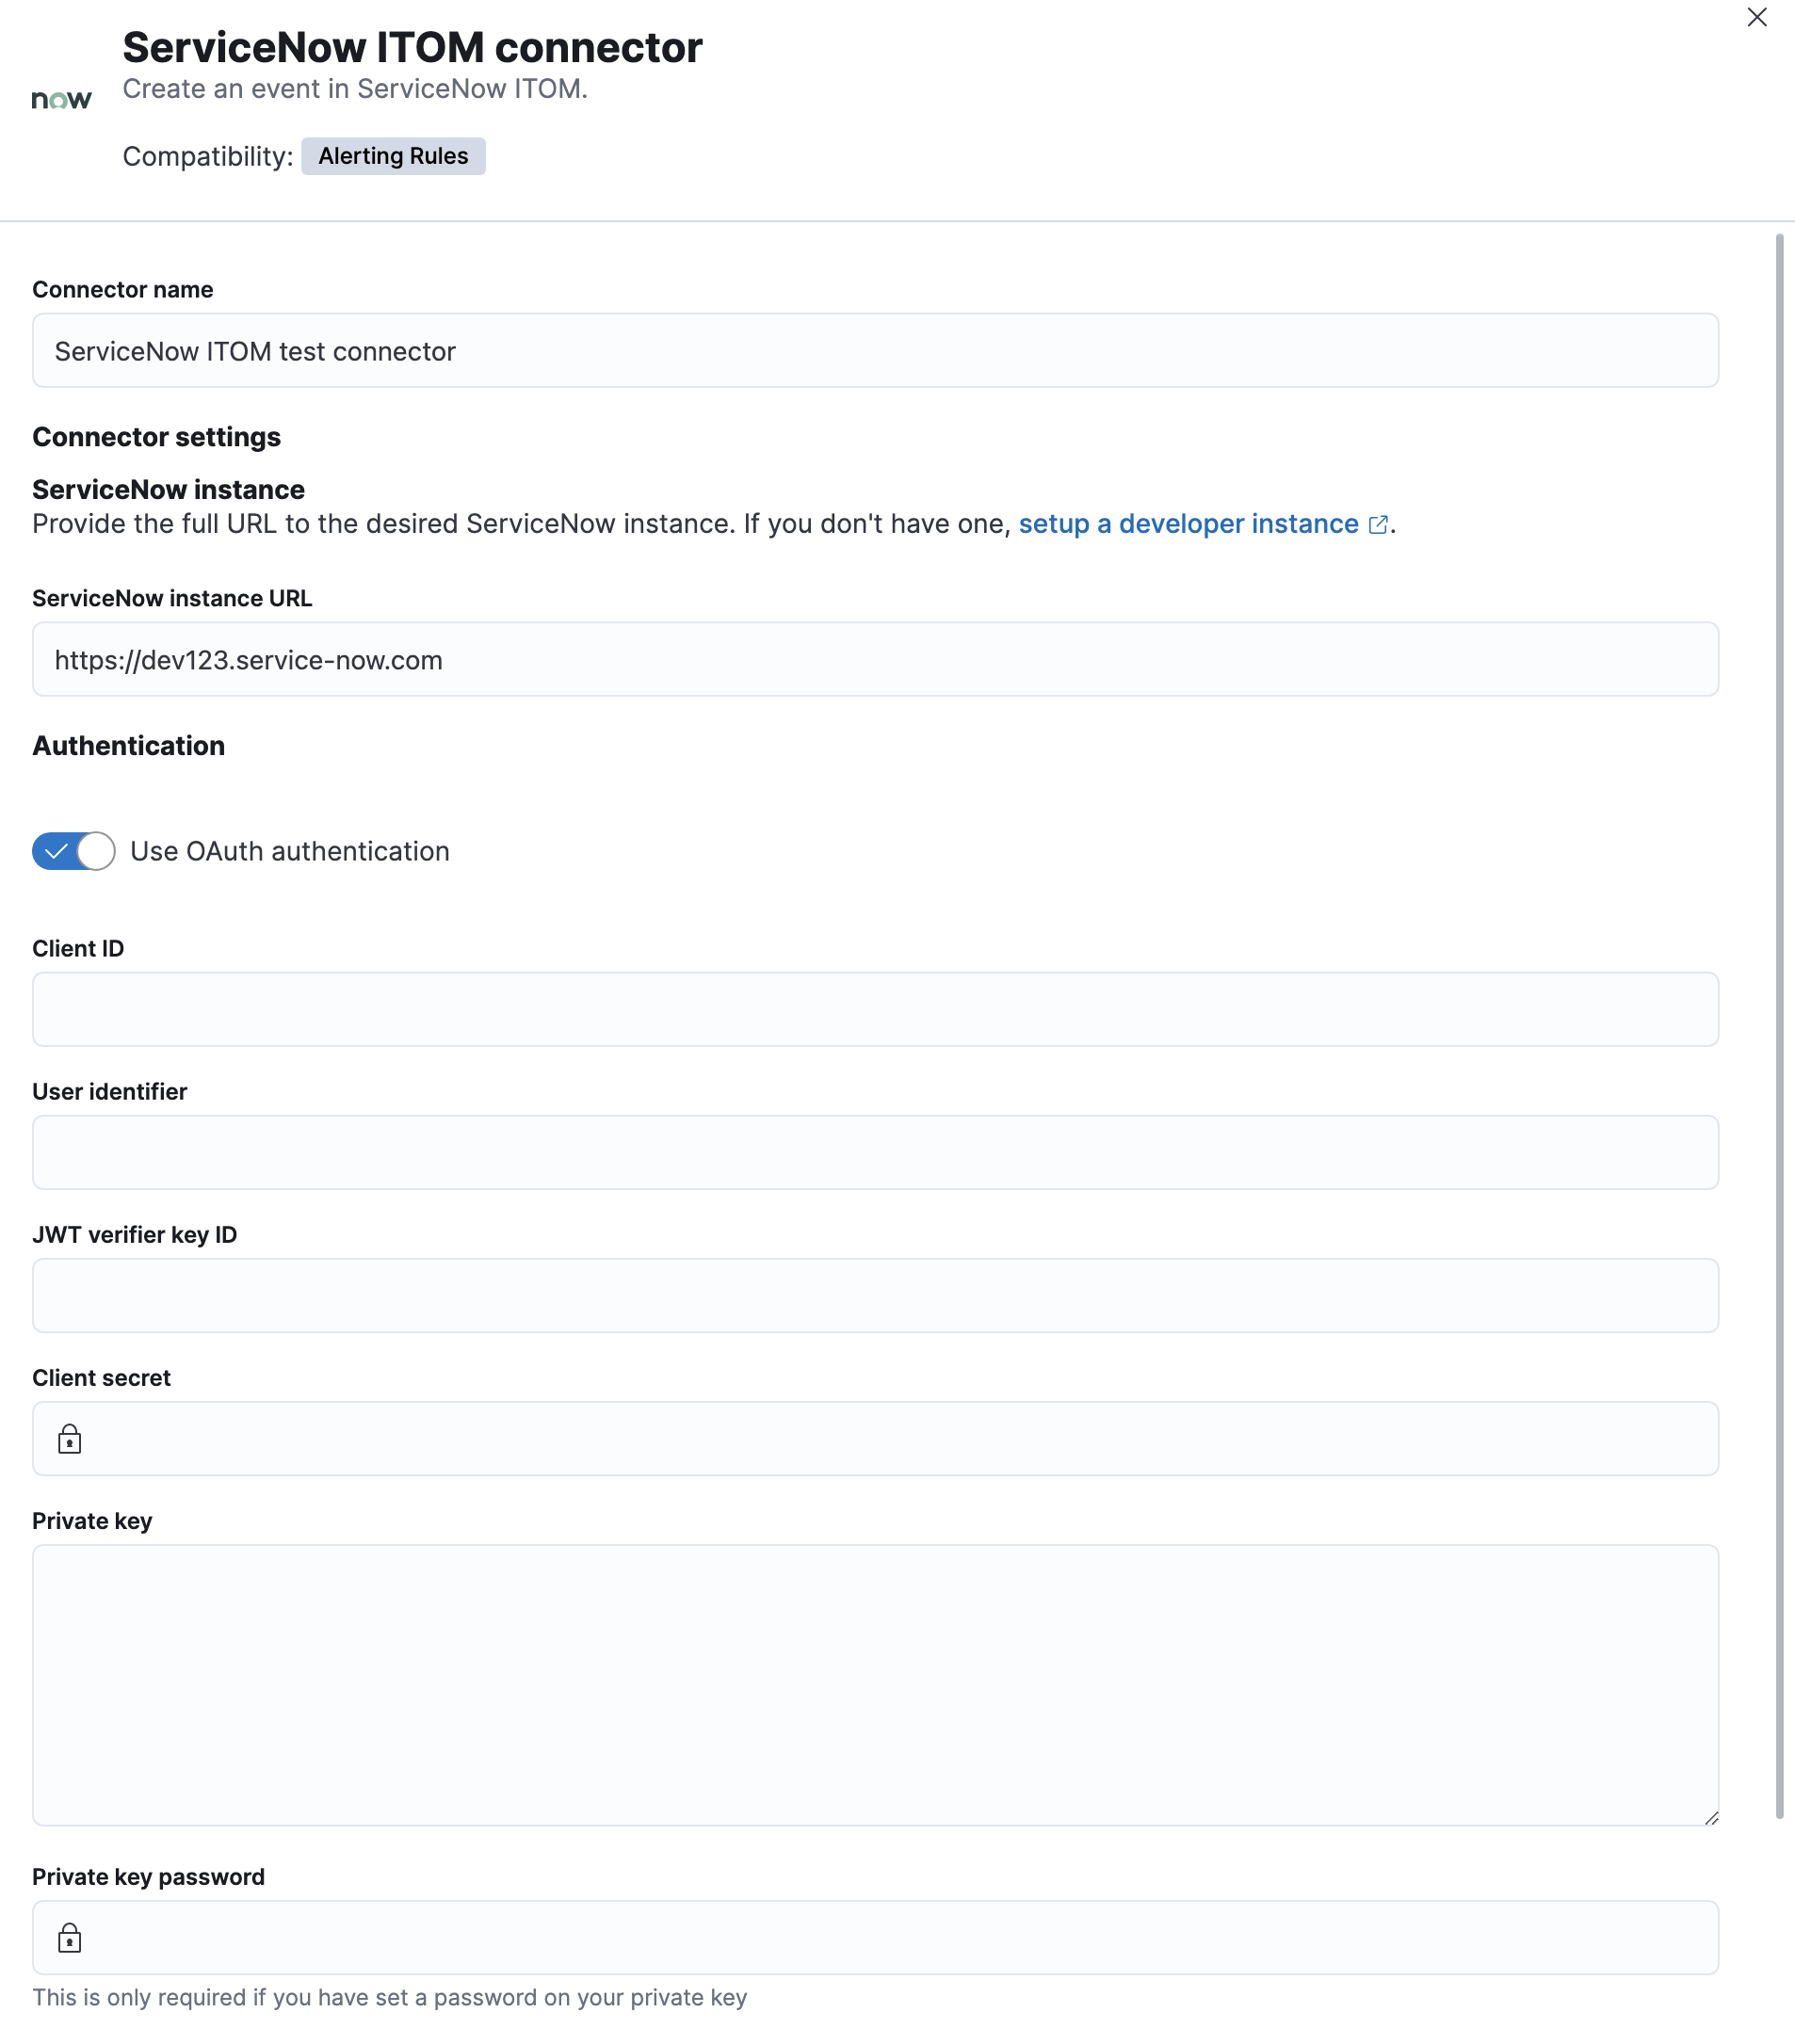 ServiceNow ITOM connector
now
Create an event in ServiceNow ITOM.
Compatibility: Alerting Rules
Connector name
ServiceNow ITOM test connector
Connector settings
ServiceNow instance
Provide the full URL to the desired ServiceNow instance. If you don't have one, setup a developer instance.
ServiceNow instance URL
https://dev123.service-now.com
Authentication
Use OAuth authentication
Client ID
User identifier
JWT verifier key ID
Client secret
Private key
Private key password
This is only required if you have set a password on your private key